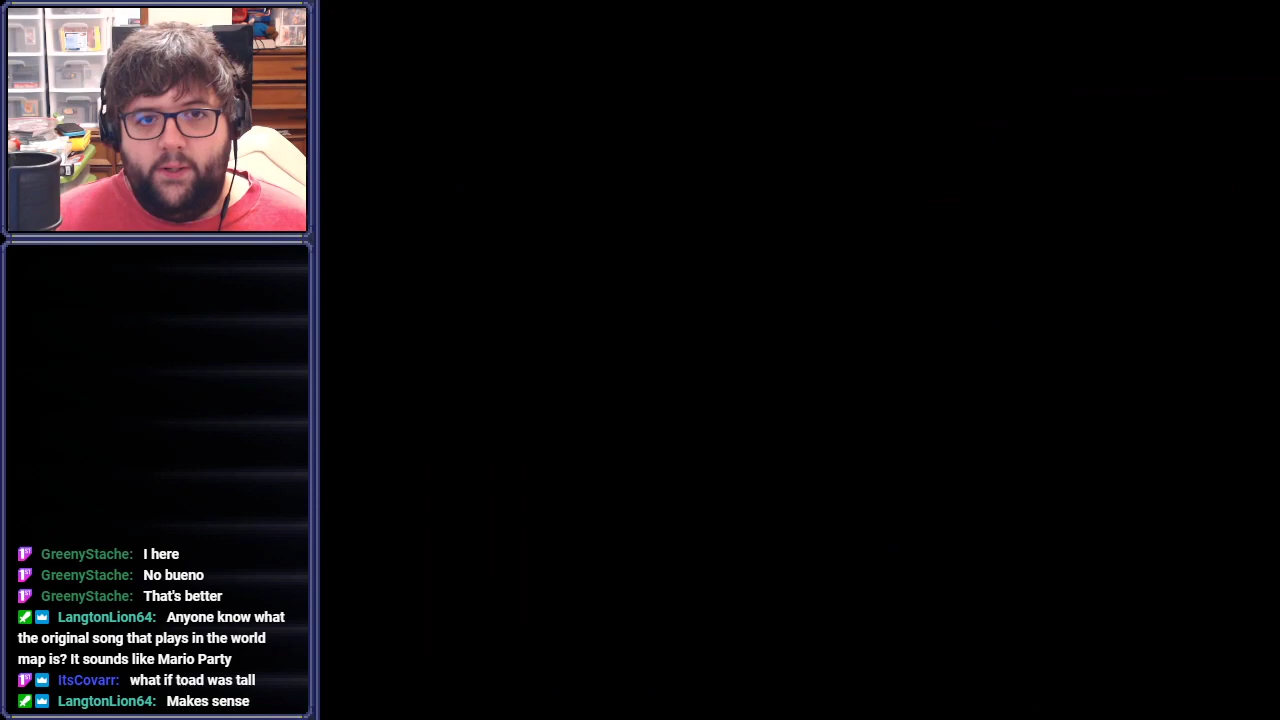 GreenyStache: I here
GreenyStache: No bueno
GreenyStache: That's better
LangtonLion64: Anyone know what
the original song that plays in the world
map is? It sounds like Mario Party
ItsCovarr: what if toad was tall
LangtonLion64: Makes sense